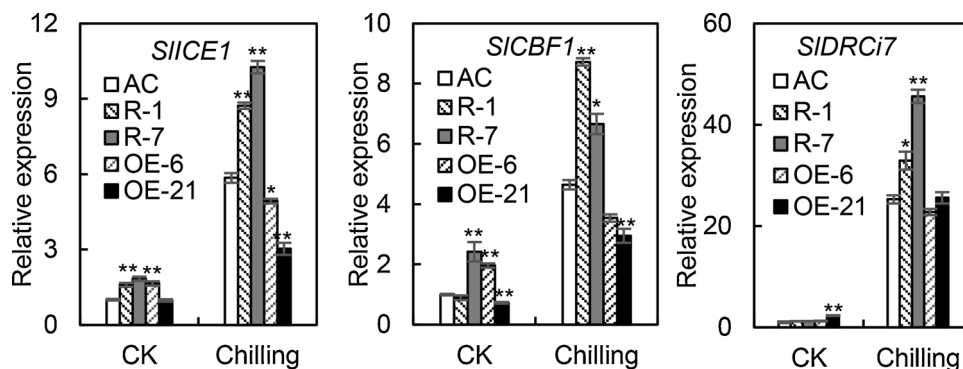 Relative expression
12
9
6
3
0
SlICE1
AC
R-1
R-7
OE-6
OE-21
** ** ** ** * **
**
CK Chilling
Relative expression
10
8
6
4
2
0
SlCBF1
AC
R-1
R-7
OE-6
OE-21
** ** ** ** * **
CK Chilling
Relative expression
60
40
20
0
SlDRCi7
AC
R-1
R-7
OE-6
OE-21
** * **
CK Chilling